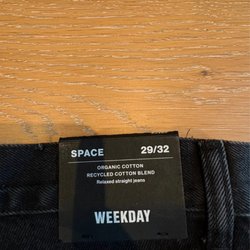 SPACE 29/32
ORGANIC COTTON
RECYCLED COTTON BLEND
Relaxed straight jeans
WEEKDAY